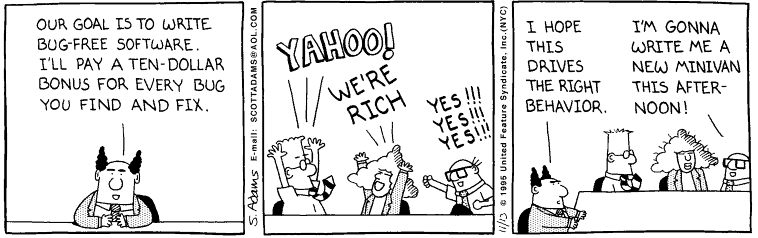 OUR GOAL IS TO WRITE
BUG-FREE SOFTWARE.
I'LL PAY A TEN-DOLLAR
BONUS FOR EVERY BUG
YOU FIND AND FIX.
S. Adams E-mail: SCOTTADAMS@AOL.COM
YAHOO!
WE'RE
RICH
YES!!!
YES!!!
YES!!!
11/3 © 1995 United Feature Syndicate, Inc. (NYC)
I HOPE
THIS
DRIVES
THE RIGHT
BEHAVIOR.
I'M GONNA
WRITE ME A
NEW MINIVAN
THIS AFTER-
NOON!